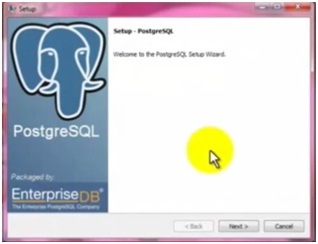 Setup
Setup - PostgreSQL
Welcome to the PostgreSQL Setup Wizard.
PostgreSQL
Packaged by:
EnterpriseDB®
The Enterprise PostgreSQL Company
< Back
Next >
Cancel